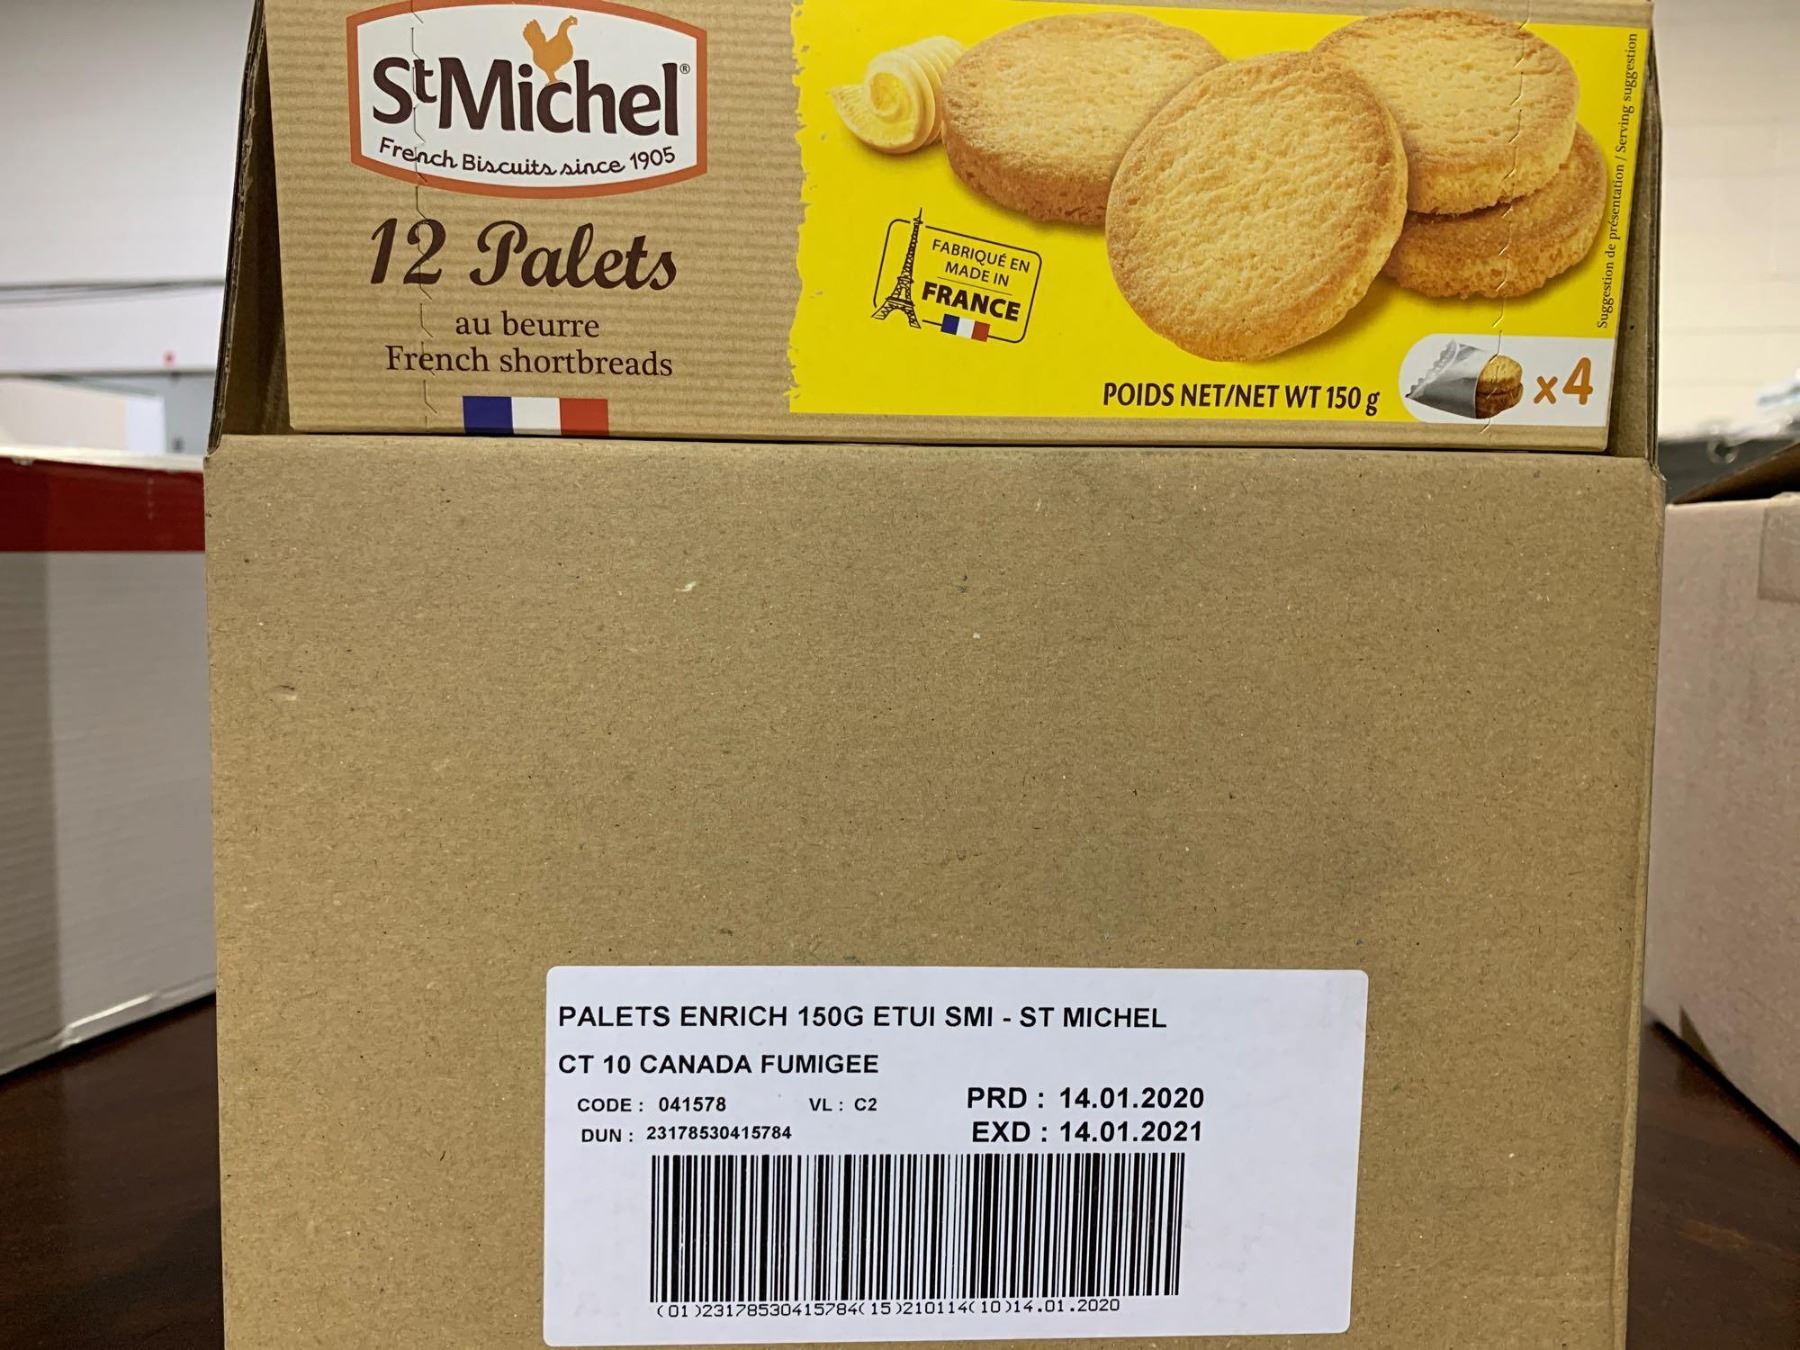 StMichel®
French Biscuits since 1905
12 Palets
au beurre
French shortbreads
FABRIQUÉ EN
MADE IN
FRANCE
POIDS NET/NET WT 150 g
x4
Suggestion de présentation / Serving suggestion
PALETS ENRICH 150G ETUI SMI - ST MICHEL
CT 10 CANADA FUMIGEE
CODE : 041578 VL : C2 PRD : 14.01.2020
DUN : 23178530415784 EXD : 14.01.2021
(01)23178530415784(15)210114(10)14.01.2020